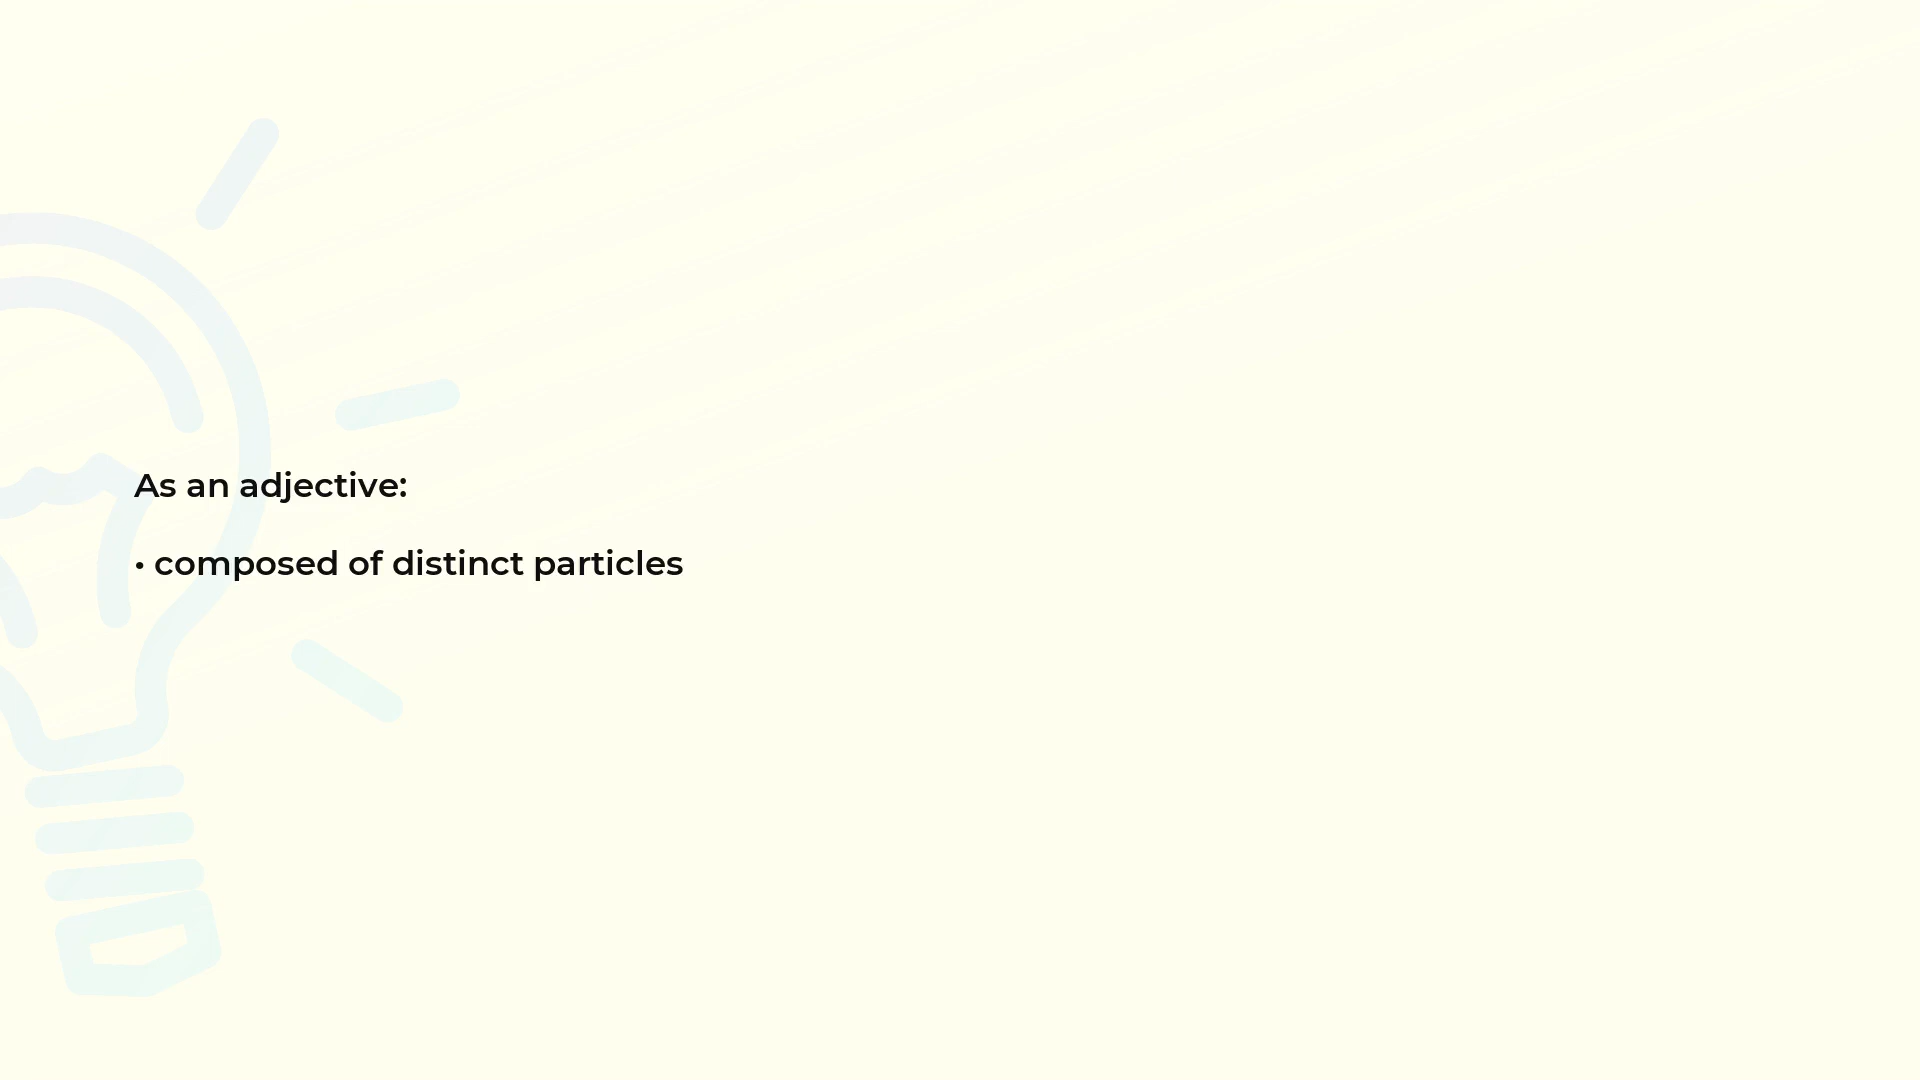 As an adjective:
• composed of distinct particles